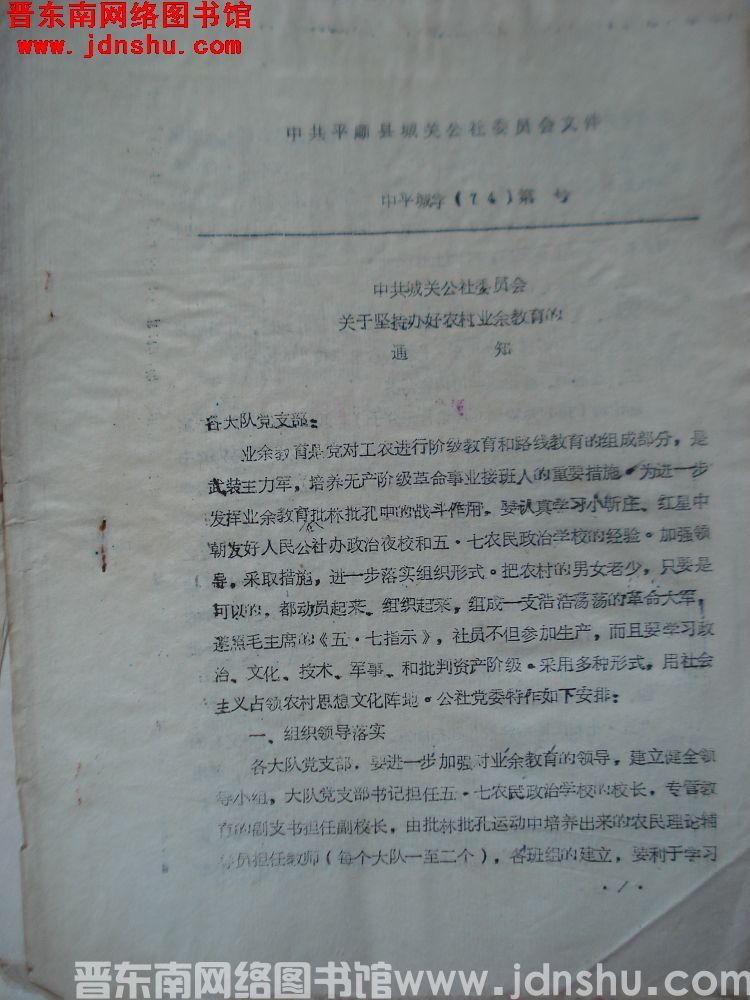 晋东南网络图书馆
www.jdnshu.com
中共平顺县城关公社委员会文件
中平城字(74)第 号
中共城关公社委员会
关于坚持办好农村业余教育的
通 知
各大队党支部:
业余教育是党对工农进行阶级教育和路线教育的组成部分,是
武装主力军,培养无产阶级革命事业接班人的重要措施。为进一步
发挥业余教育在批林批孔中的战斗作用,要认真学习小靳庄、红星中
朝友好人民公社办政治夜校和五·七农民政治学校的经验。加强领
导,采取措施,进一步落实组织形式。把农村的男女老少,只要是
可以的,都动员起来、组织起来,组成一支浩浩荡荡的革命大军,
遵照毛主席的《五·七指示》,社员不但参加生产,而且要学习政
治、文化、技术、军事、和批判资产阶级。采用多种形式,用社会
主义占领农村思想文化阵地。公社党委特作如下安排:
一、组织领导落实
各大队党支部,要进一步加强对业余教育的领导,建立健全领
导小组,大队党支部书记担任五·七农民政治学校的校长,专管教
育的副支书担任副校长,由批林批孔运动中培养出来的农民理论辅
导员担任教师(每个大队一至二个),各班组的建立,要利于学习
·1·
晋东南网络图书馆www.jdnshu.com